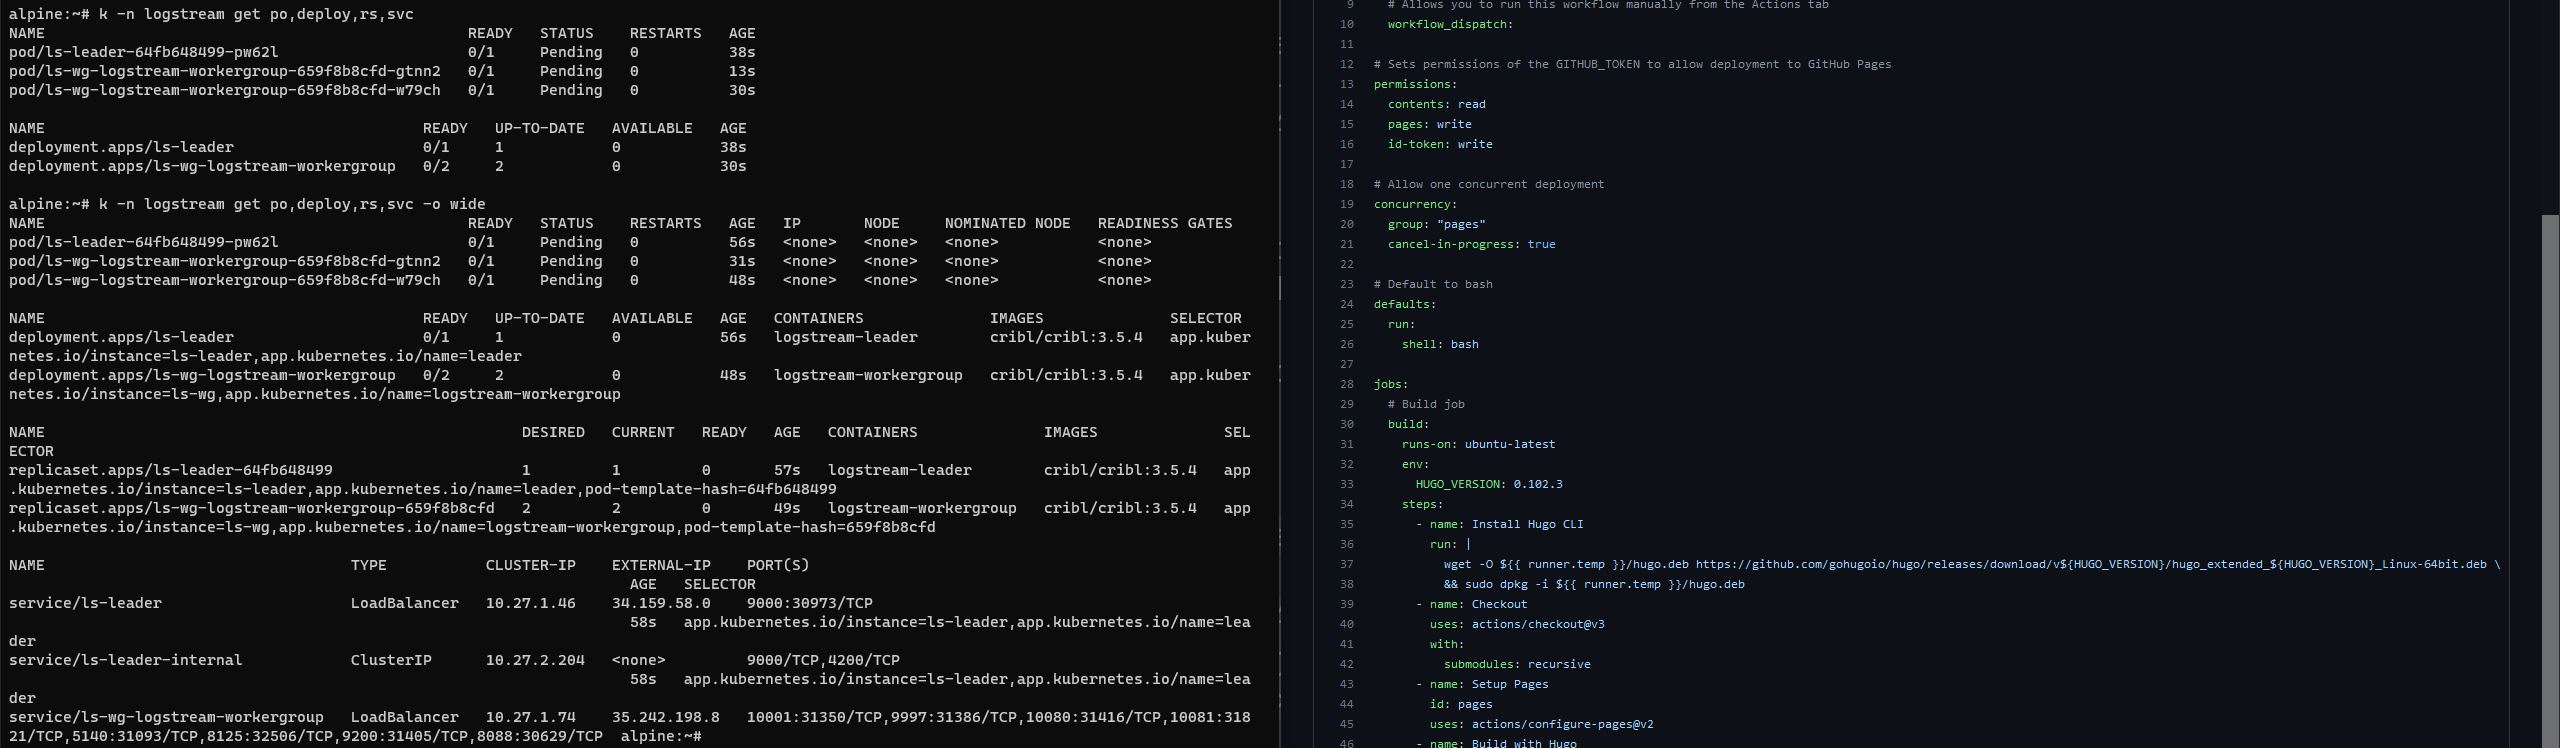 alpine:~# k -n logstream get po,deploy,rs,svc
NAME READY STATUS RESTARTS AGE
pod/ls-leader-64fb648499-pw62l 0/1 Pending 0 38s
pod/ls-wg-logstream-workergroup-659f8b8cfd-gtnn2 0/1 Pending 0 13s
pod/ls-wg-logstream-workergroup-659f8b8cfd-w79ch 0/1 Pending 0 30s
NAME READY UP-TO-DATE AVAILABLE AGE
deployment.apps/ls-leader 0/1 1 0 38s
deployment.apps/ls-wg-logstream-workergroup 0/2 2 0 30s
alpine:~# k -n logstream get po,deploy,rs,svc -o wide
NAME READY STATUS RESTARTS AGE IP NODE NOMINATED NODE READINESS GATES
pod/ls-leader-64fb648499-pw62l 0/1 Pending 0 56s <none> <none> <none> <none>
pod/ls-wg-logstream-workergroup-659f8b8cfd-gtnn2 0/1 Pending 0 31s <none> <none> <none> <none>
pod/ls-wg-logstream-workergroup-659f8b8cfd-w79ch 0/1 Pending 0 48s <none> <none> <none> <none>
NAME READY UP-TO-DATE AVAILABLE AGE CONTAINERS IMAGES SELECTOR
deployment.apps/ls-leader 0/1 1 0 56s logstream-leader cribl/cribl:3.5.4 app.kuber
netes.io/instance=ls-leader,app.kubernetes.io/name=leader
deployment.apps/ls-wg-logstream-workergroup 0/2 2 0 48s logstream-workergroup cribl/cribl:3.5.4 app.kuber
netes.io/instance=ls-wg,app.kubernetes.io/name=logstream-workergroup
NAME DESIRED CURRENT READY AGE CONTAINERS IMAGES SEL
ECTOR
replicaset.apps/ls-leader-64fb648499 1 1 0 57s logstream-leader cribl/cribl:3.5.4 app
.kubernetes.io/instance=ls-leader,app.kubernetes.io/name=leader,pod-template-hash=64fb648499
replicaset.apps/ls-wg-logstream-workergroup-659f8b8cfd 2 2 0 49s logstream-workergroup cribl/cribl:3.5.4 app
.kubernetes.io/instance=ls-wg,app.kubernetes.io/name=logstream-workergroup,pod-template-hash=659f8b8cfd
NAME TYPE CLUSTER-IP EXTERNAL-IP PORT(S)
AGE SELECTOR
service/ls-leader LoadBalancer 10.27.1.46 34.159.58.0 9000:30973/TCP
58s app.kubernetes.io/instance=ls-leader,app.kubernetes.io/name=lea
der
service/ls-leader-internal ClusterIP 10.27.2.204 <none> 9000/TCP,4200/TCP
58s app.kubernetes.io/instance=ls-leader,app.kubernetes.io/name=lea
der
service/ls-wg-logstream-workergroup LoadBalancer 10.27.1.74 35.242.198.8 10001:31350/TCP,9997:31386/TCP,10080:31416/TCP,10081:318
21/TCP,5140:31093/TCP,8125:32506/TCP,9200:31405/TCP,8088:30629/TCP alpine:~#
9 # Allows you to run this workflow manually from the Actions tab
10 workflow_dispatch:
11
12 # Sets permissions of the GITHUB_TOKEN to allow deployment to GitHub Pages
13 permissions:
14 contents: read
15 pages: write
16 id-token: write
17
18 # Allow one concurrent deployment
19 concurrency:
20 group: "pages"
21 cancel-in-progress: true
22
23 # Default to bash
24 defaults:
25 run:
26 shell: bash
27
28 jobs:
29 # Build job
30 build:
31 runs-on: ubuntu-latest
32 env:
33 HUGO_VERSION: 0.102.3
34 steps:
35 - name: Install Hugo CLI
36 run: |
37 wget -O ${{ runner.temp }}/hugo.deb https://github.com/gohugoio/hugo/releases/download/v${HUGO_VERSION}/hugo_extended_${HUGO_VERSION}_Linux-64bit.deb \
38 && sudo dpkg -i ${{ runner.temp }}/hugo.deb
39 - name: Checkout
40 uses: actions/checkout@v3
41 with:
42 submodules: recursive
43 - name: Setup Pages
44 id: pages
45 uses: actions/configure-pages@v2
46 - name: Build with Hugo